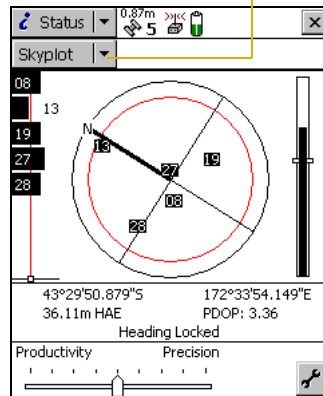 i Status 0.87m 5
Skyplot
08
13
19
27
28
N
13
19
27
08
28
43°29'50.879"S 172°33'54.149"E
36.11m HAE PDOP: 3.36
Heading Locked
Productivity Precision